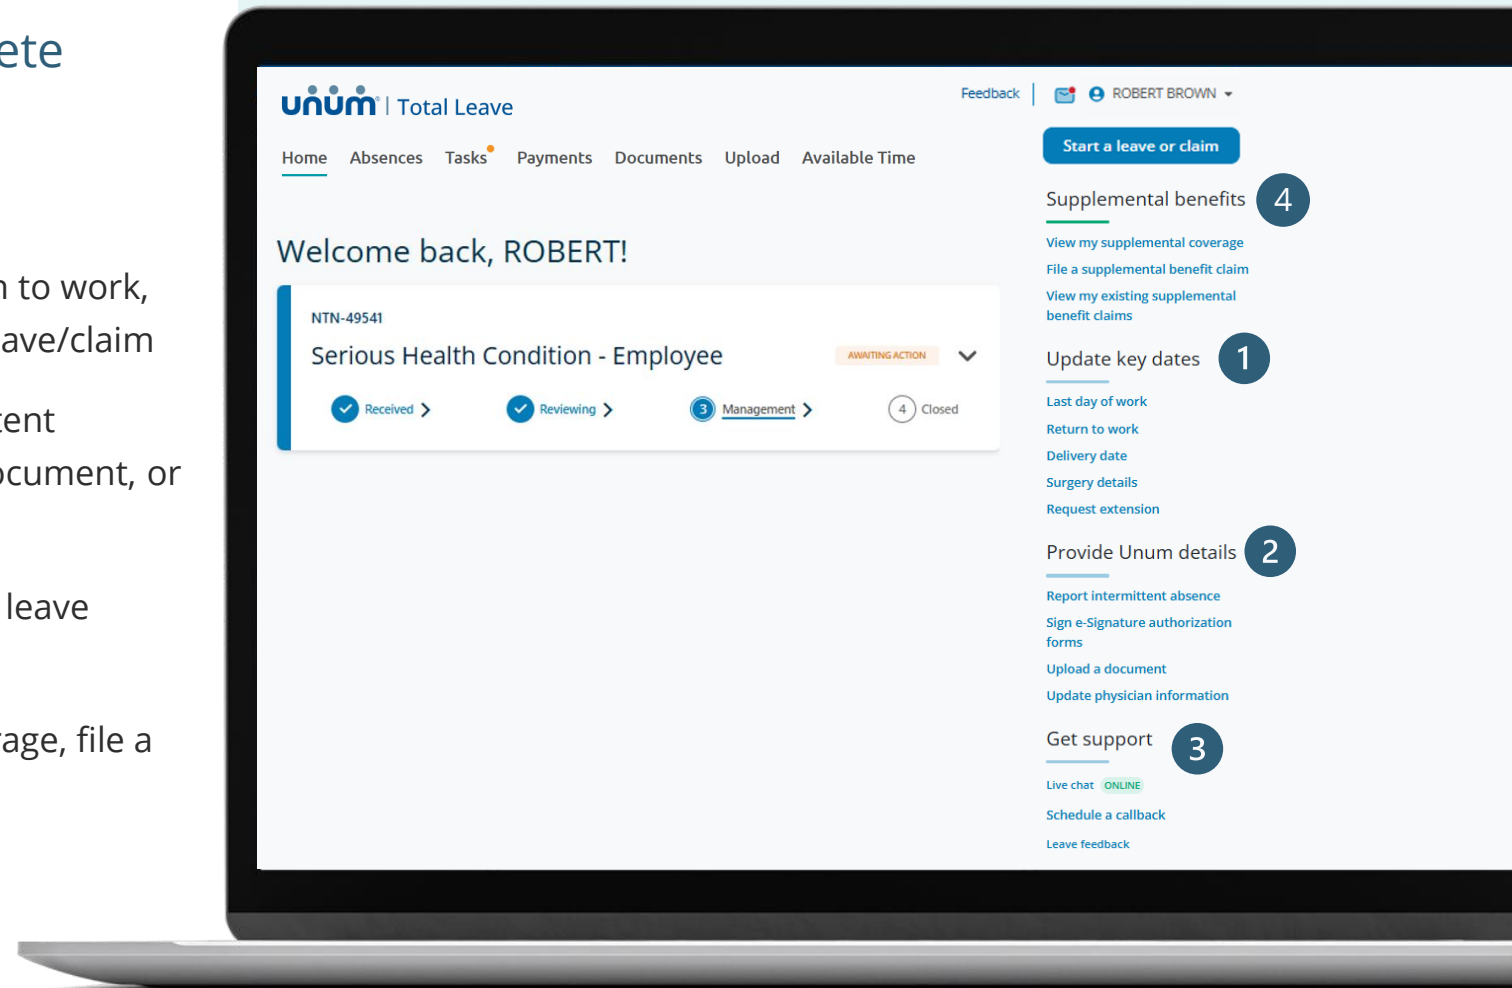 ete
n to work,
ave/claim
tent
ocument, or
leave
age, file a
unum | Total Leave
Feedback
ROBERT BROWN
Home Absences Tasks Payments Documents Upload Available Time
Start a leave or claim
Welcome back, ROBERT!
NTN-49541
Serious Health Condition - Employee
AWAITING ACTION
Received
Reviewing
3 Management
4 Closed
Supplemental benefits 4
View my supplemental coverage
File a supplemental benefit claim
View my existing supplemental
benefit claims
Update key dates 1
Last day of work
Return to work
Delivery date
Surgery details
Request extension
Provide Unum details 2
Report intermittent absence
Sign e-Signature authorization
forms
Upload a document
Update physician information
Get support 3
Live chat ONLINE
Schedule a callback
Leave feedback